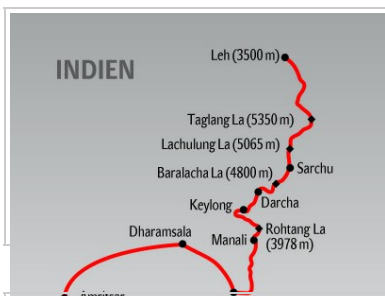 Leh (3500 m)
INDIEN
Taglang La (5350 m)
Lachulung La (5065 m)
Baralacha La (4800 m)
Sarchu
Keylong
Darcha
Dharamsala
Manali
Rohtang La
(3978 m)
Amritsar